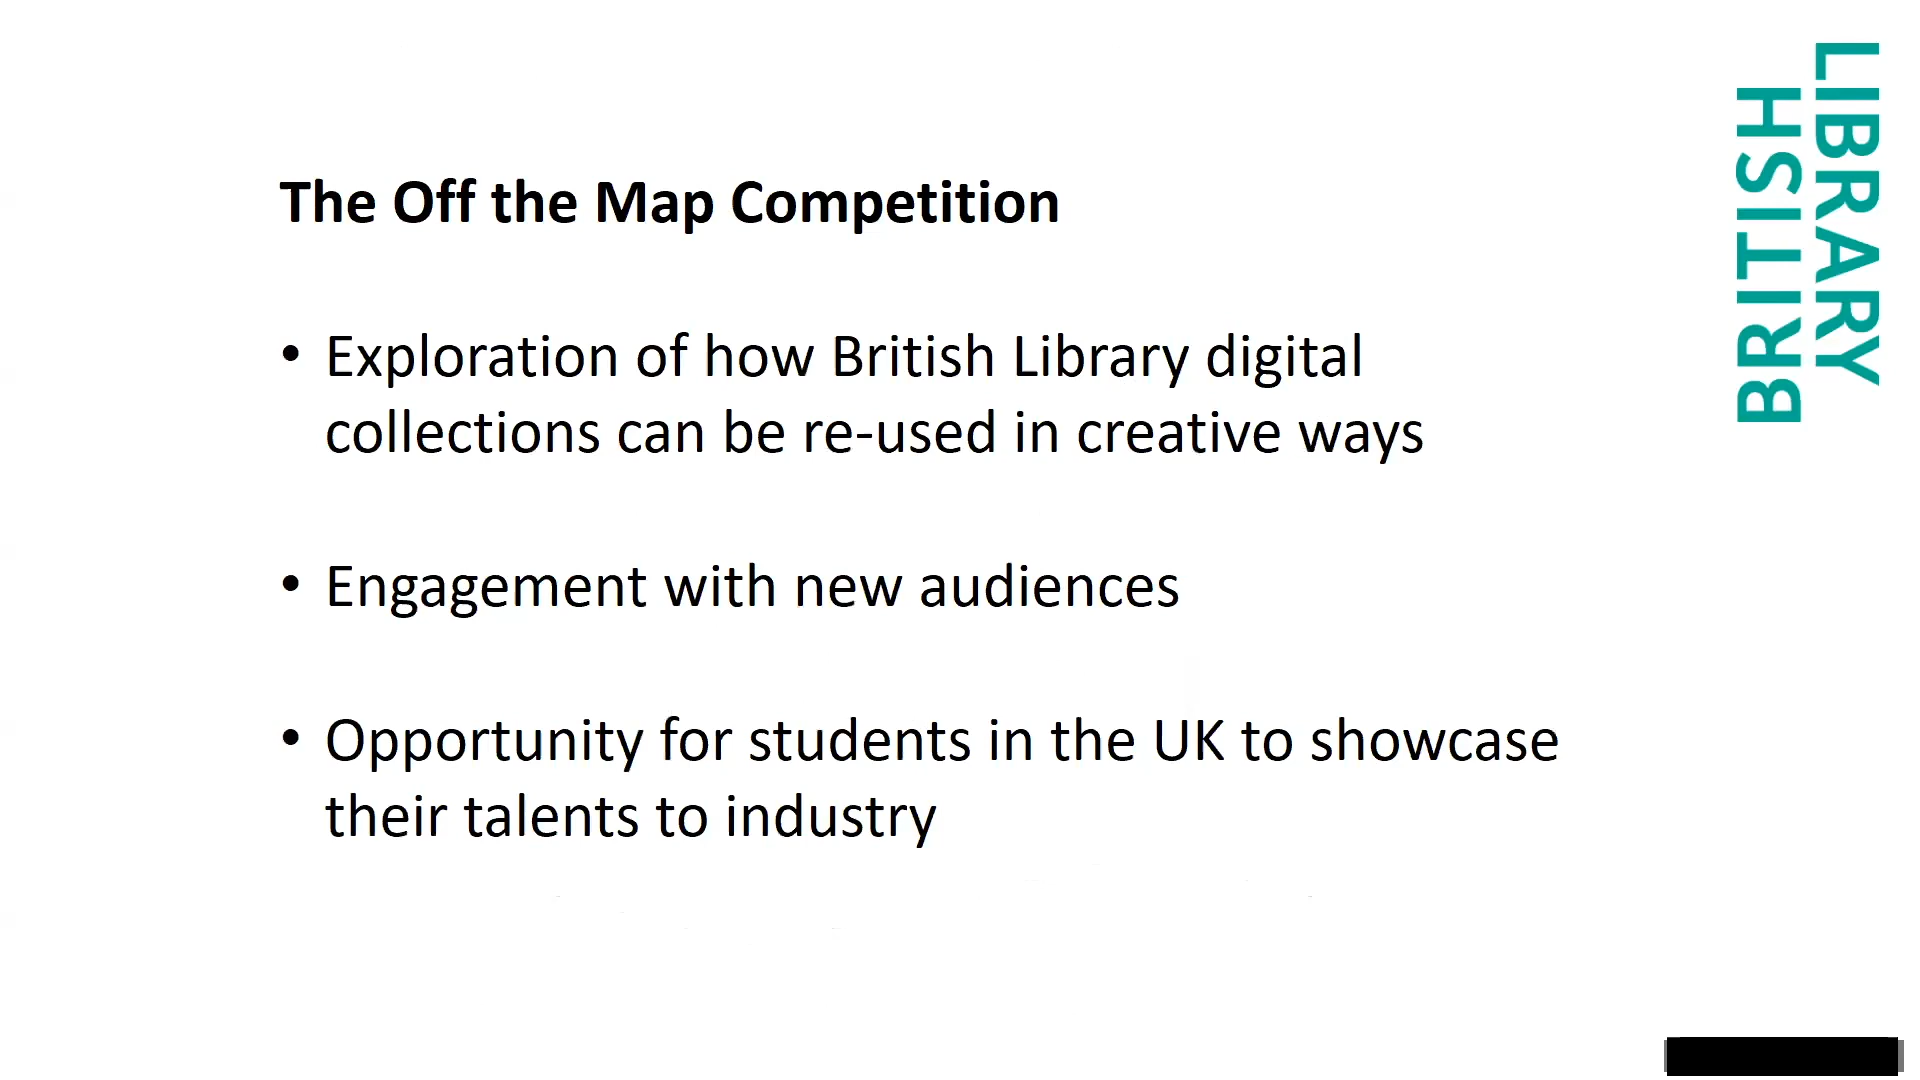 The Off the Map Competition
• Exploration of how British Library digital
collections can be re-used in creative ways
• Engagement with new audiences
• Opportunity for students in the UK to showcase
their talents to industry
BRITISH
LIBRARY